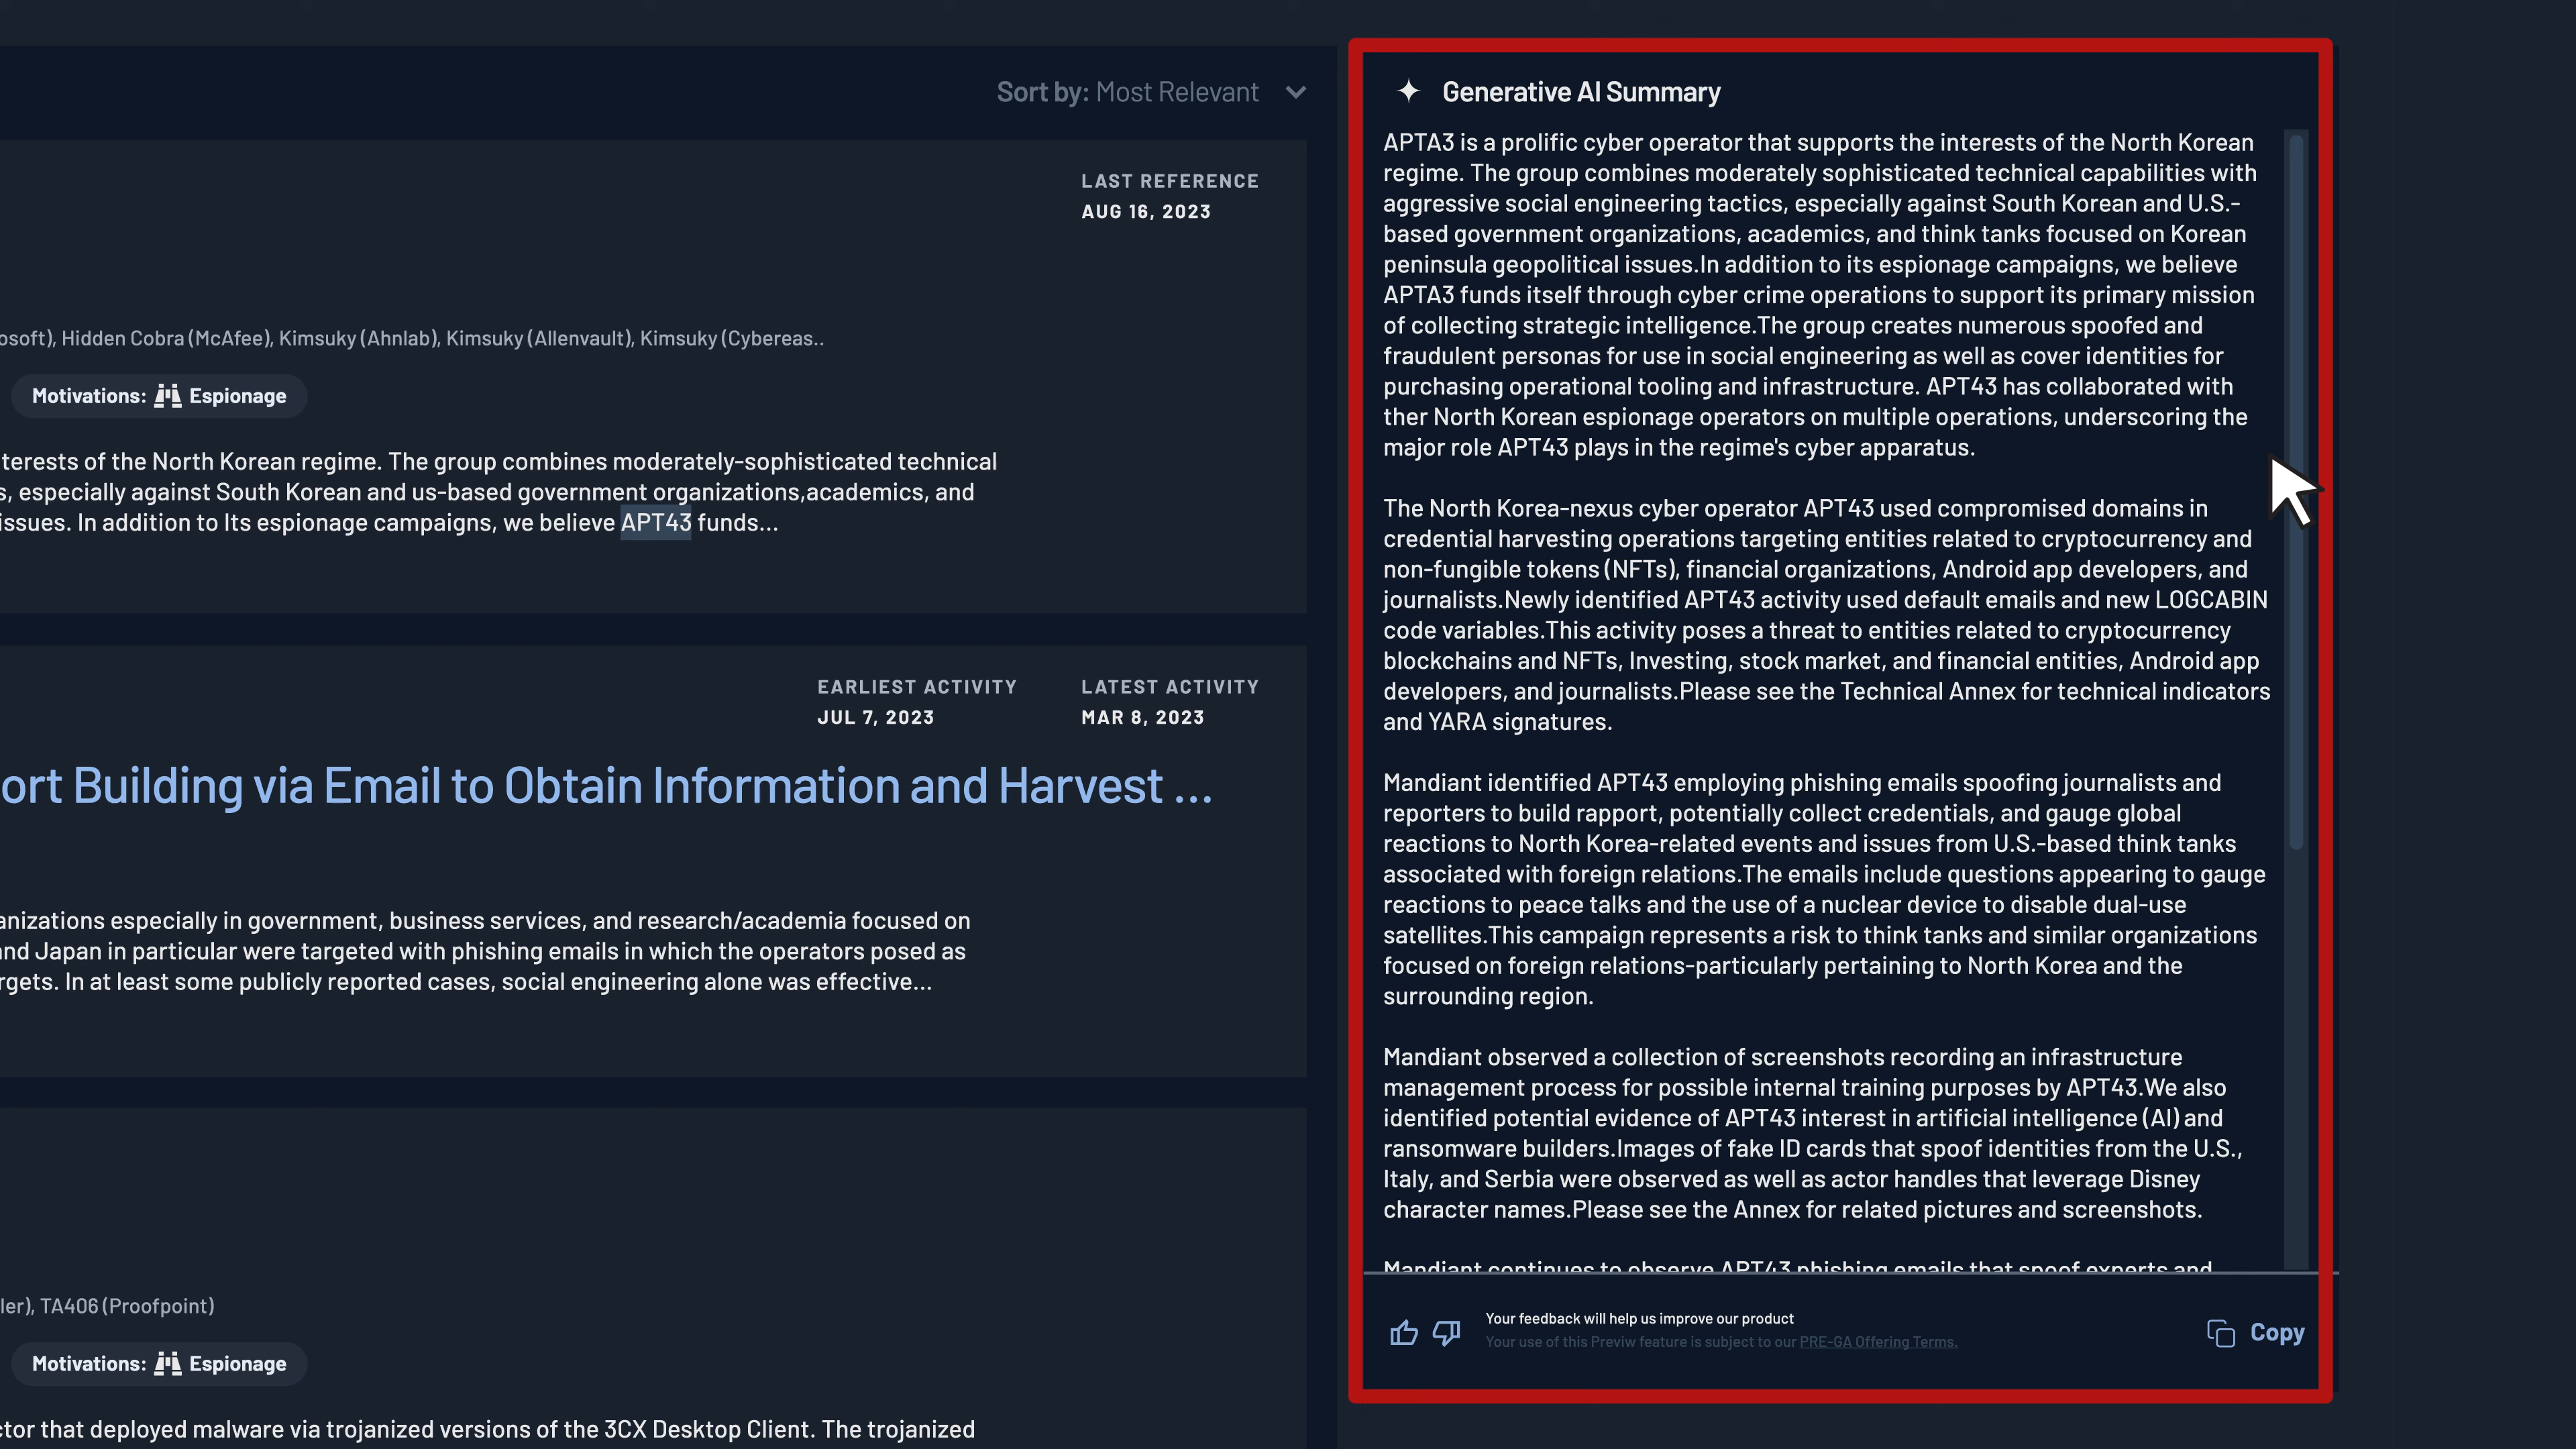 Sort by: Most Relevant
LAST REFERENCE
AUG 16, 2023
osoft), Hidden Cobra (McAfee), Kimsuky (Ahnlab), Kimsuky (Allenvault), Kimsuky (Cybereas..
Motivations: Espionage
terests of the North Korean regime. The group combines moderately-sophisticated technical
s, especially against South Korean and us-based government organizations,academics, and
issues. In addition to Its espionage campaigns, we believe APT43 funds...
EARLIEST ACTIVITY
JUL 7, 2023
LATEST ACTIVITY
MAR 8, 2023
ort Building via Email to Obtain Information and Harvest ...
anizations especially in government, business services, and research/academia focused on
and Japan in particular were targeted with phishing emails in which the operators posed as
rgets. In at least some publicly reported cases, social engineering alone was effective...
ler), TA406 (Proofpoint)
Motivations: Espionage
ctor that deployed malware via trojanized versions of the 3CX Desktop Client. The trojanized
Generative AI Summary
APTA3 is a prolific cyber operator that supports the interests of the North Korean
regime. The group combines moderately sophisticated technical capabilities with
aggressive social engineering tactics, especially against South Korean and U.S.-
based government organizations, academics, and think tanks focused on Korean
peninsula geopolitical issues.In addition to its espionage campaigns, we believe
APTA3 funds itself through cyber crime operations to support its primary mission
of collecting strategic intelligence.The group creates numerous spoofed and
fraudulent personas for use in social engineering as well as cover identities for
purchasing operational tooling and infrastructure. APT43 has collaborated with
ther North Korean espionage operators on multiple operations, underscoring the
major role APT43 plays in the regime's cyber apparatus.
The North Korea-nexus cyber operator APT43 used compromised domains in
credential harvesting operations targeting entities related to cryptocurrency and
non-fungible tokens (NFTs), financial organizations, Android app developers, and
journalists.Newly identified APT43 activity used default emails and new LOGCABIN
code variables.This activity poses a threat to entities related to cryptocurrency
blockchains and NFTs, Investing, stock market, and financial entities, Android app
developers, and journalists.Please see the Technical Annex for technical indicators
and YARA signatures.
Mandiant identified APT43 employing phishing emails spoofing journalists and
reporters to build rapport, potentially collect credentials, and gauge global
reactions to North Korea-related events and issues from U.S.-based think tanks
associated with foreign relations.The emails include questions appearing to gauge
reactions to peace talks and the use of a nuclear device to disable dual-use
satellites.This campaign represents a risk to think tanks and similar organizations
focused on foreign relations-particularly pertaining to North Korea and the
surrounding region.
Mandiant observed a collection of screenshots recording an infrastructure
management process for possible internal training purposes by APT43.We also
identified potential evidence of APT43 interest in artificial intelligence (AI) and
ransomware builders.Images of fake ID cards that spoof identities from the U.S.,
Italy, and Serbia were observed as well as actor handles that leverage Disney
character names.Please see the Annex for related pictures and screenshots.
Mandiant continues to observe APT43 phishing emails that spoof experts and
Your feedback will help us improve our product
Your use of this Previw feature is subject to our PRE-GA Offering Terms.
Copy